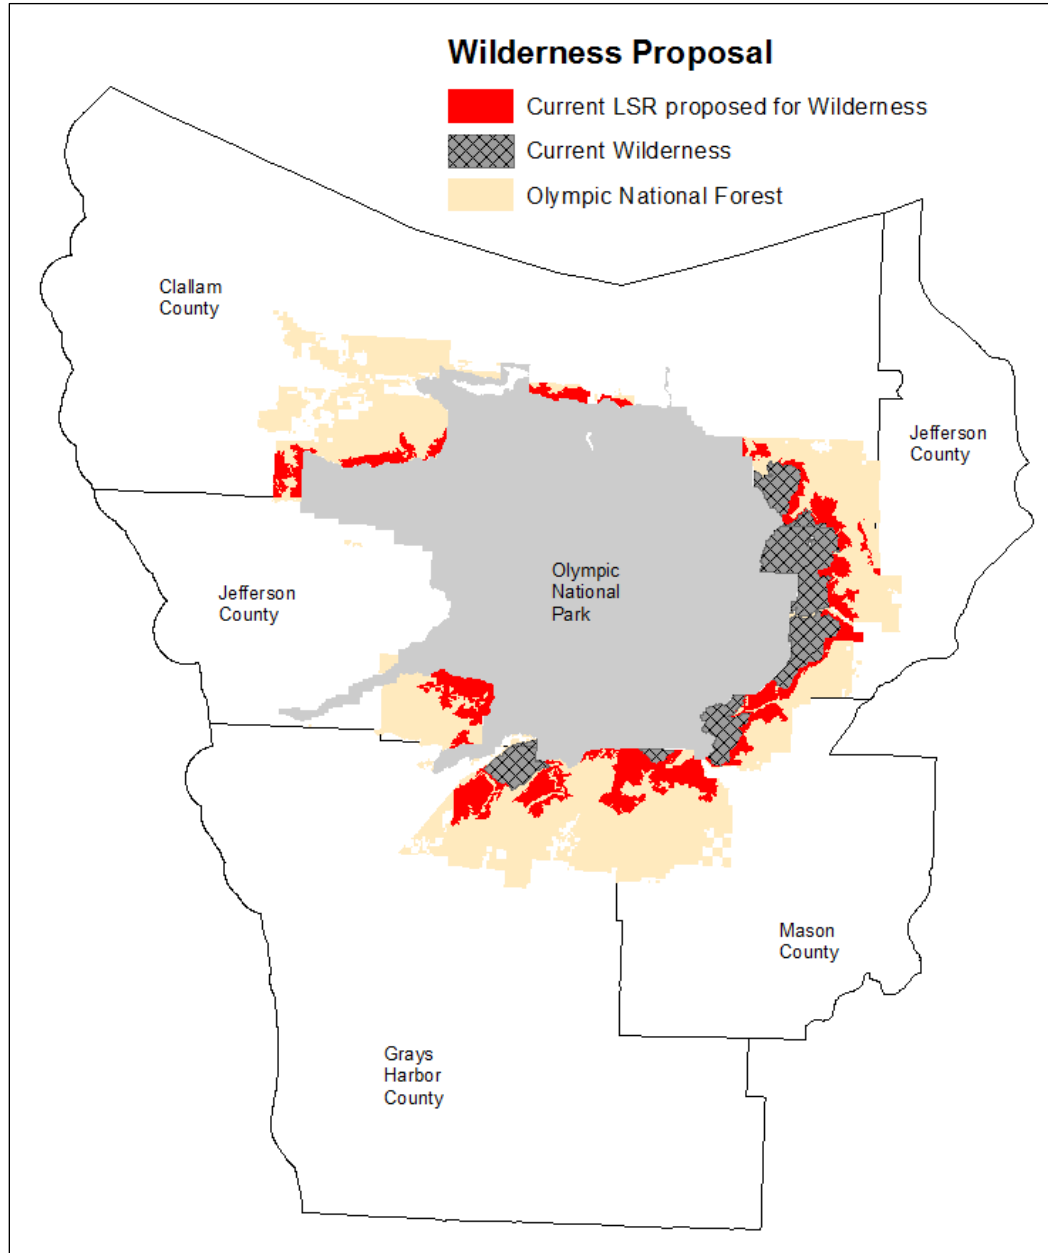 Wilderness Proposal
Current LSR proposed for Wilderness
Current Wilderness
Olympic National Forest
Clallam
County
Jefferson
County
Jefferson
County
Olympic
National
Park
Mason
County
Grays
Harbor
County